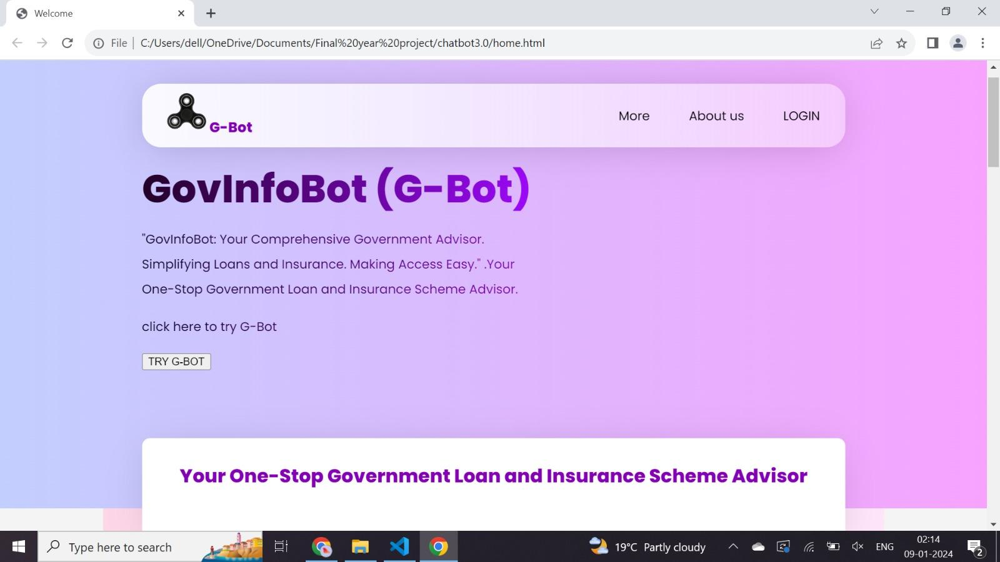 Welcome
File
C:/Users/dell/OneDrive/Documents/Final%20year%20project/chatbot3.0/home.html
G-Bot
More
About us
LOGIN
GovInfoBot (G-Bot)
"GovInfoBot: Your Comprehensive Government Advisor.
Simplifying Loans and Insurance. Making Access Easy." .Your
One-Stop Government Loan and Insurance Scheme Advisor.
click here to try G-Bot
TRY G-BOT
Your One-Stop Government Loan and Insurance Scheme Advisor
Type here to search
19°C Partly cloudy
ENG
02:14
09-01-2024
2